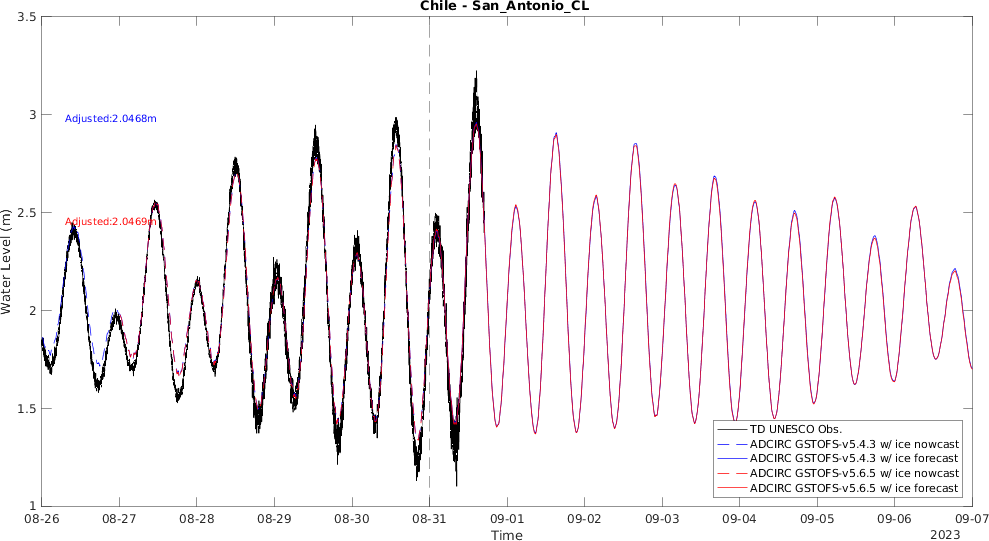 Chile - San_Antonio_CL
3.5
3
2.5
2
1.5
1
Water Level (m)
Adjusted:2.0468m
Adjusted:2.0469m
TD UNESCO Obs.
ADCIRC GSTOFS-v5.4.3 w/ ice nowcast
ADCIRC GSTOFS-v5.4.3 w/ ice forecast
ADCIRC GSTOFS-v5.6.5 w/ ice nowcast
ADCIRC GSTOFS-v5.6.5 w/ ice forecast
08-26 08-27 08-28 08-29 08-30 08-31 09-01 09-02 09-03 09-04 09-05 09-06 09-07
Time
2023